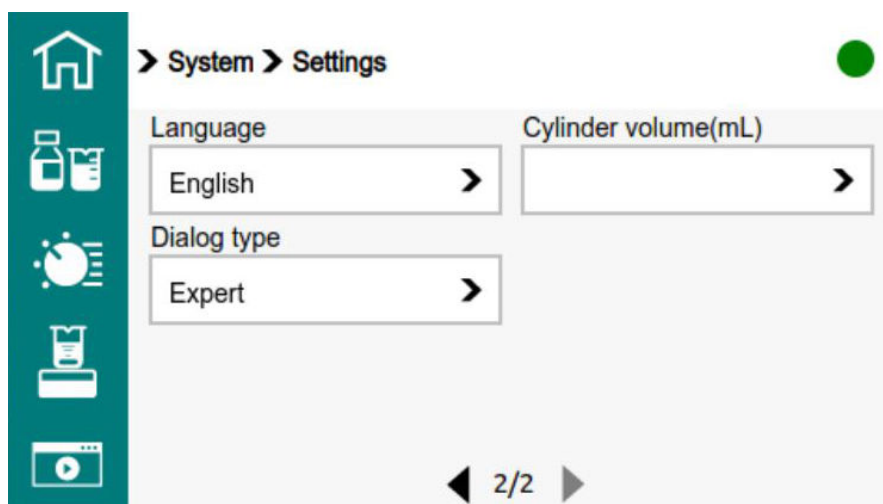 > System > Settings
Language
Cylinder volume(mL)
English
Dialog type
Expert
2/2